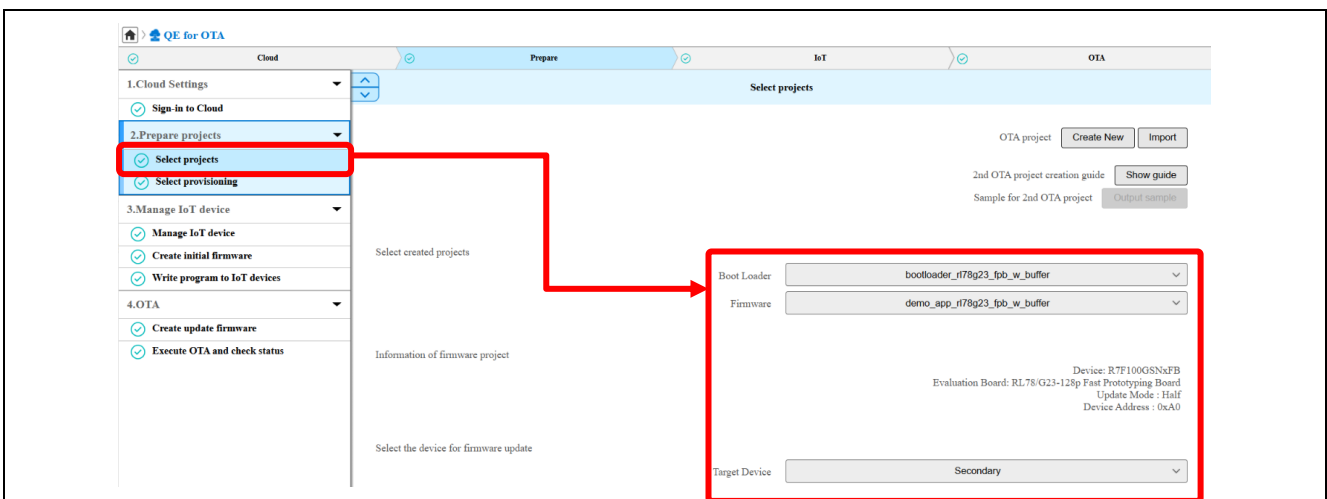 QE for OTA
Cloud
Prepare
IoT
OTA
1.Cloud Settings
Sign-in to Cloud
2.Prepare projects
Select projects
Select provisioning
3.Manage IoT device
Manage IoT device
Create initial firmware
Write program to IoT devices
4.OTA
Create update firmware
Execute OTA and check status
Select projects
OTA project Create New Import
2nd OTA project creation guide Show guide
Sample for 2nd OTA project Output sample
Select created projects
Boot Loader bootloader_rl78g23_fpb_w_buffer
Firmware demo_app_rl78g23_fpb_w_buffer
Information of firmware project
Device: R7F100GSNxFB
Evaluation Board: RL78/G23-128p Fast Prototyping Board
Update Mode : Half
Device Address : 0xA0
Select the device for firmware update
Target Device Secondary